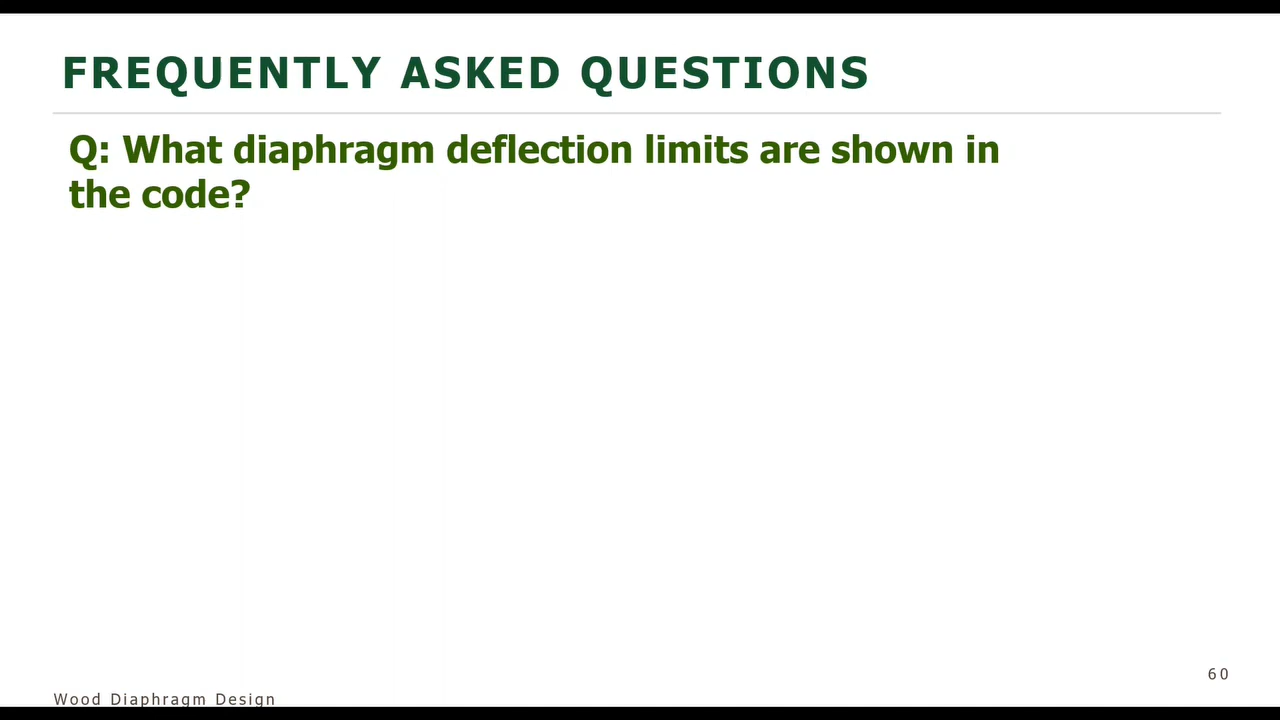 FREQUENTLY ASKED QUESTIONS
Q: What diaphragm deflection limits are shown in
the code?
60
Wood Diaphragm Design